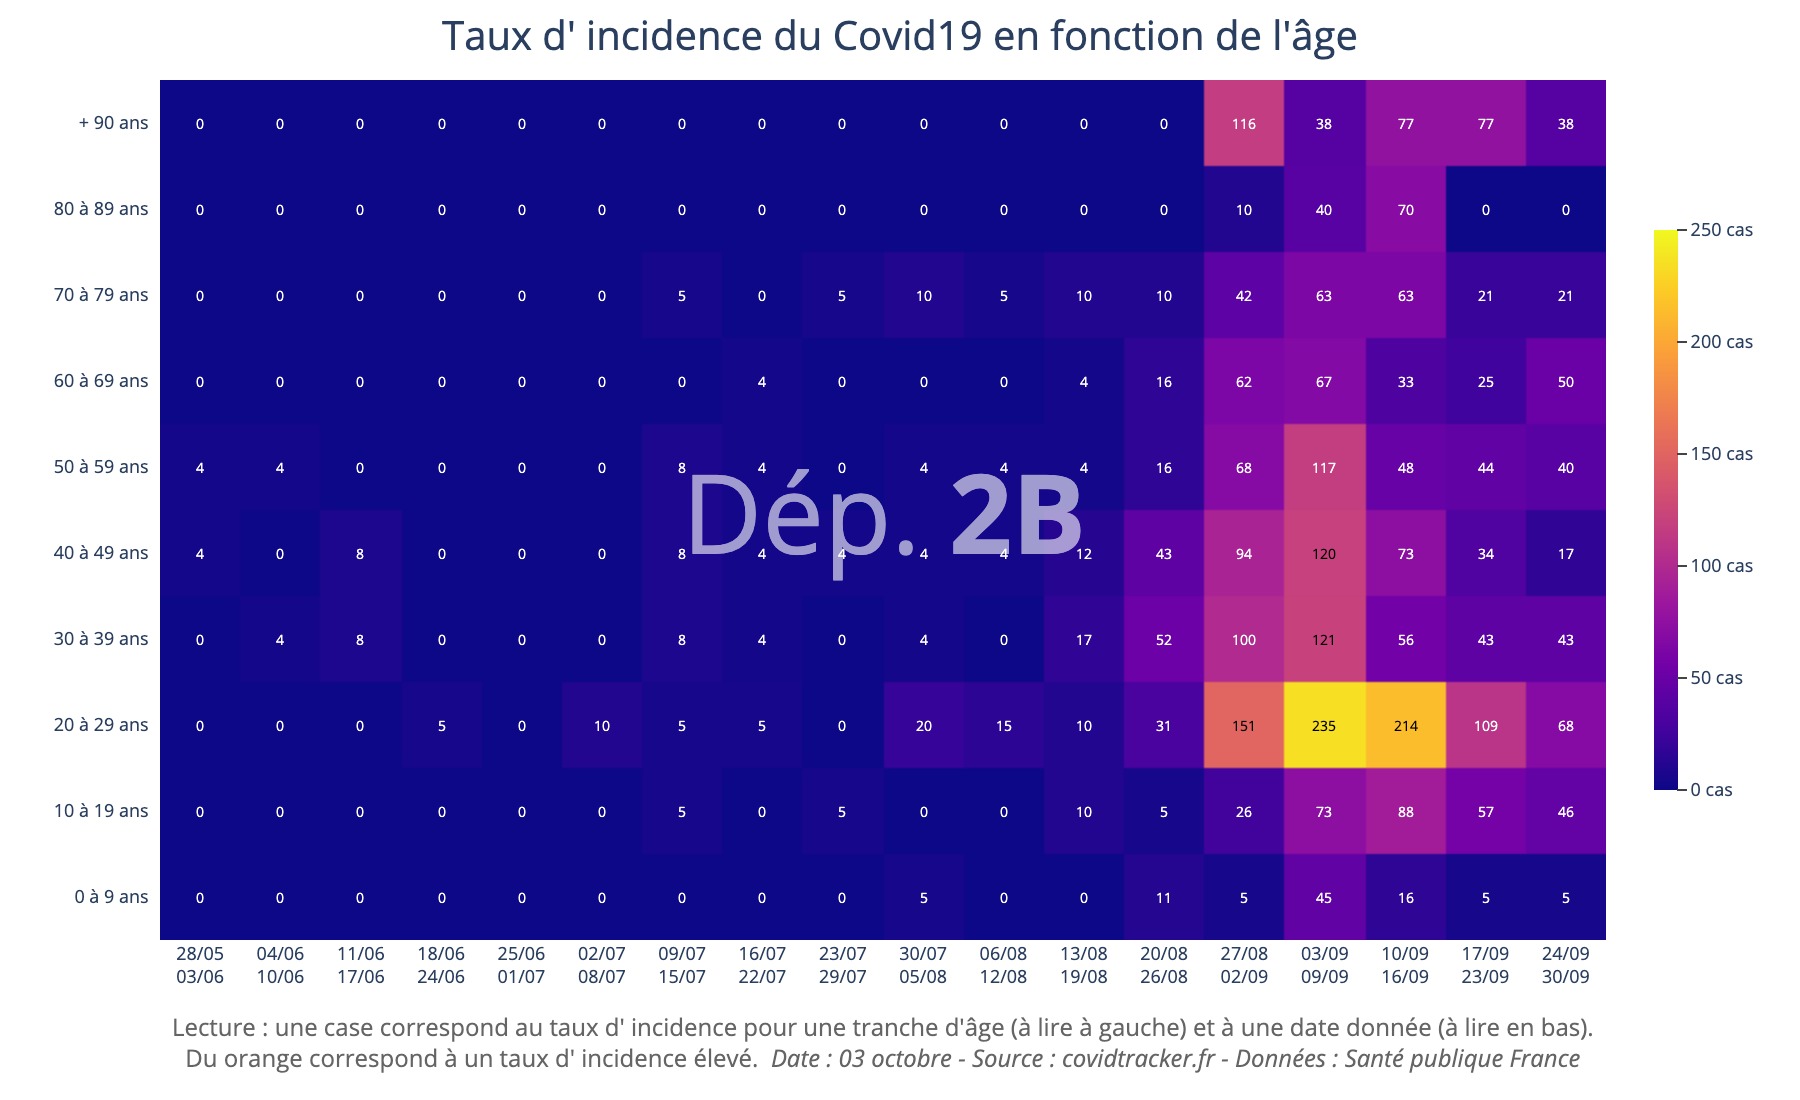 Taux d' incidence du Covid19 en fonction de l'âge
+ 90 ans 0 0 0 0 0 0 0 0 0 0 0 0 0 116 38 77 77 38
80 à 89 ans 0 0 0 0 0 0 0 0 0 0 0 0 0 10 40 70 0 0
70 à 79 ans 0 0 0 0 0 0 5 0 5 10 5 10 10 42 63 63 21 21
60 à 69 ans 0 0 0 0 0 0 0 4 0 0 0 4 16 62 67 33 25 50
50 à 59 ans 4 4 0 0 0 0 8 4 0 4 4 4 16 68 117 48 44 40
Dép. 2B
40 à 49 ans 4 0 8 0 0 0 8 4 4 4 4 12 43 94 120 73 34 17
30 à 39 ans 0 4 8 0 0 0 8 4 0 4 0 17 52 100 121 56 43 43
20 à 29 ans 0 0 0 5 0 10 5 5 0 20 15 10 31 151 235 214 109 68
10 à 19 ans 0 0 0 0 0 0 5 0 5 0 0 10 5 26 73 88 57 46
0 à 9 ans 0 0 0 0 0 0 0 0 0 5 0 0 11 5 45 16 5 5
28/05 04/06 11/06 18/06 25/06 02/07 09/07 16/07 23/07 30/07 06/08 13/08 20/08 27/08 03/09 10/09 17/09 24/09
03/06 10/06 17/06 24/06 01/07 08/07 15/07 22/07 29/07 05/08 12/08 19/08 26/08 02/09 09/09 16/09 23/09 30/09
250 cas
200 cas
150 cas
100 cas
50 cas
0 cas
Lecture : une case correspond au taux d' incidence pour une tranche d'âge (à lire à gauche) et à une date donnée (à lire en bas).
Du orange correspond à un taux d' incidence élevé. Date : 03 octobre - Source : covidtracker.fr - Données : Santé publique France